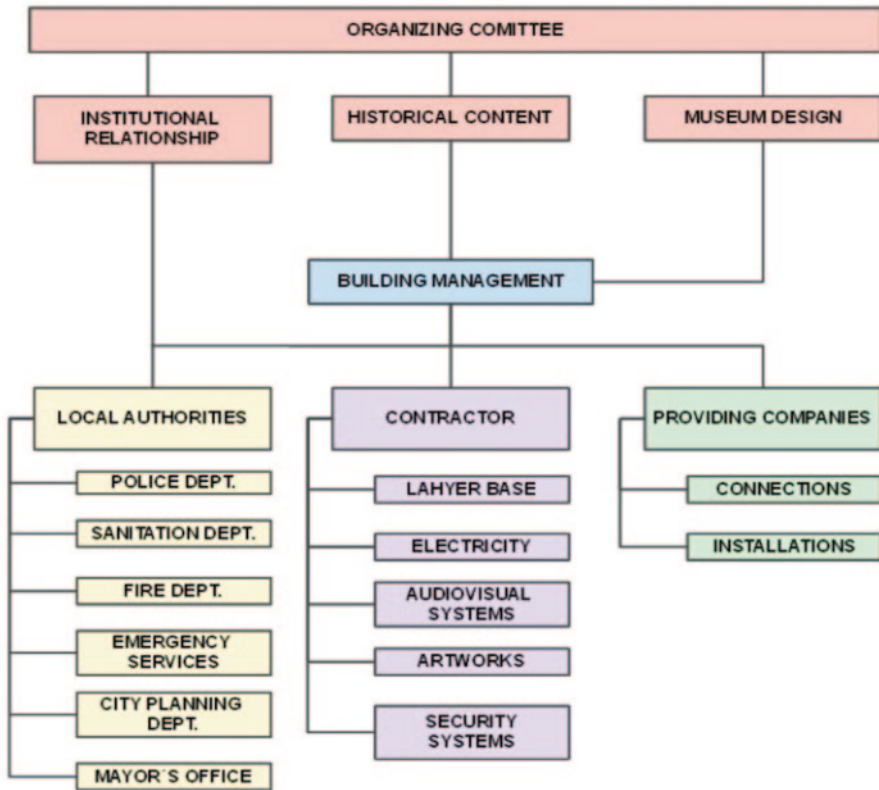 ORGANIZING COMITTEE
INSTITUTIONAL
RELATIONSHIP
HISTORICAL CONTENT
MUSEUM DESIGN
BUILDING MANAGEMENT
LOCAL AUTHORITIES
POLICE DEPT.
SANITATION DEPT.
FIRE DEPT.
EMERGENCY
SERVICES
CITY PLANNING
DEPT.
MAYOR´S OFFICE
CONTRACTOR
LAHYER BASE
ELECTRICITY
AUDIOVISUAL
SYSTEMS
ARTWORKS
SECURITY
SYSTEMS
PROVIDING COMPANIES
CONNECTIONS
INSTALLATIONS